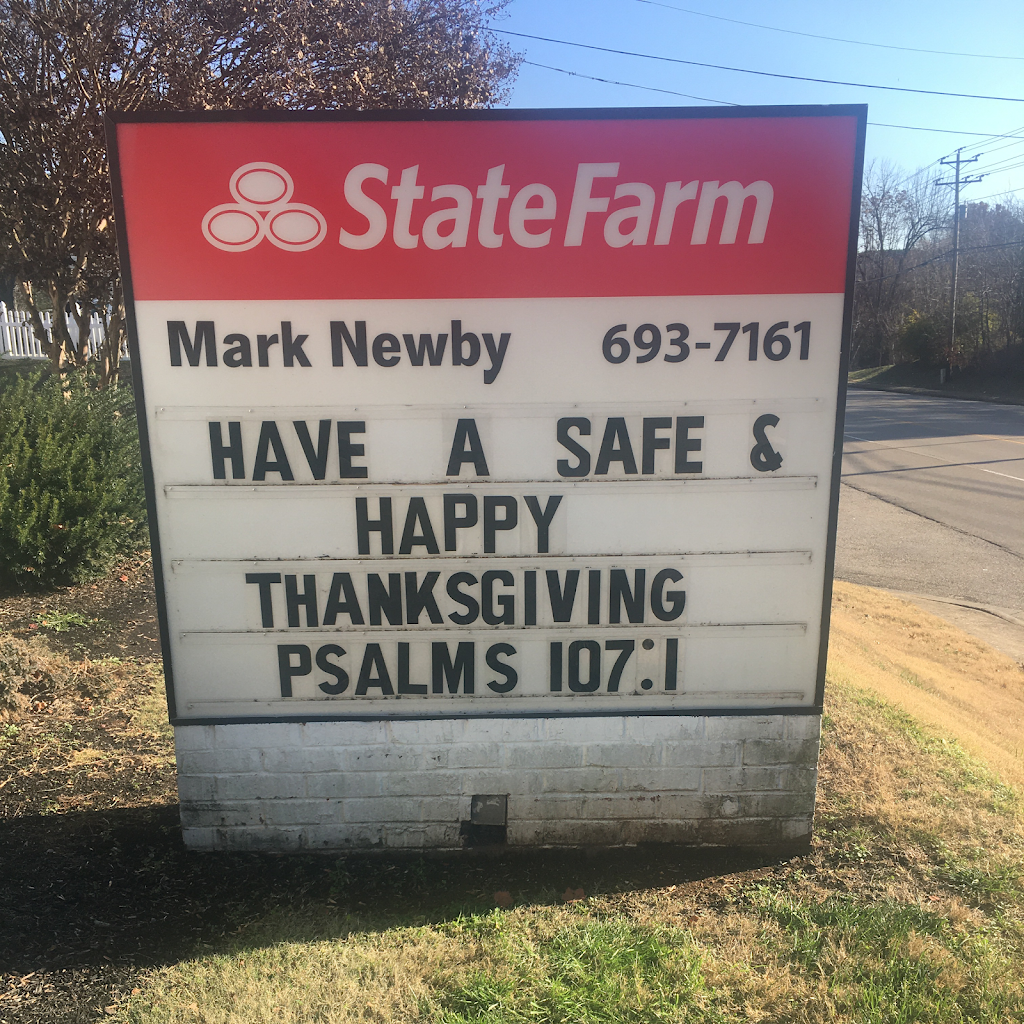 StateFarm
Mark Newby 693-7161
HAVE A SAFE &
HAPPY
THANKSGIVING
PSALMS 107:1